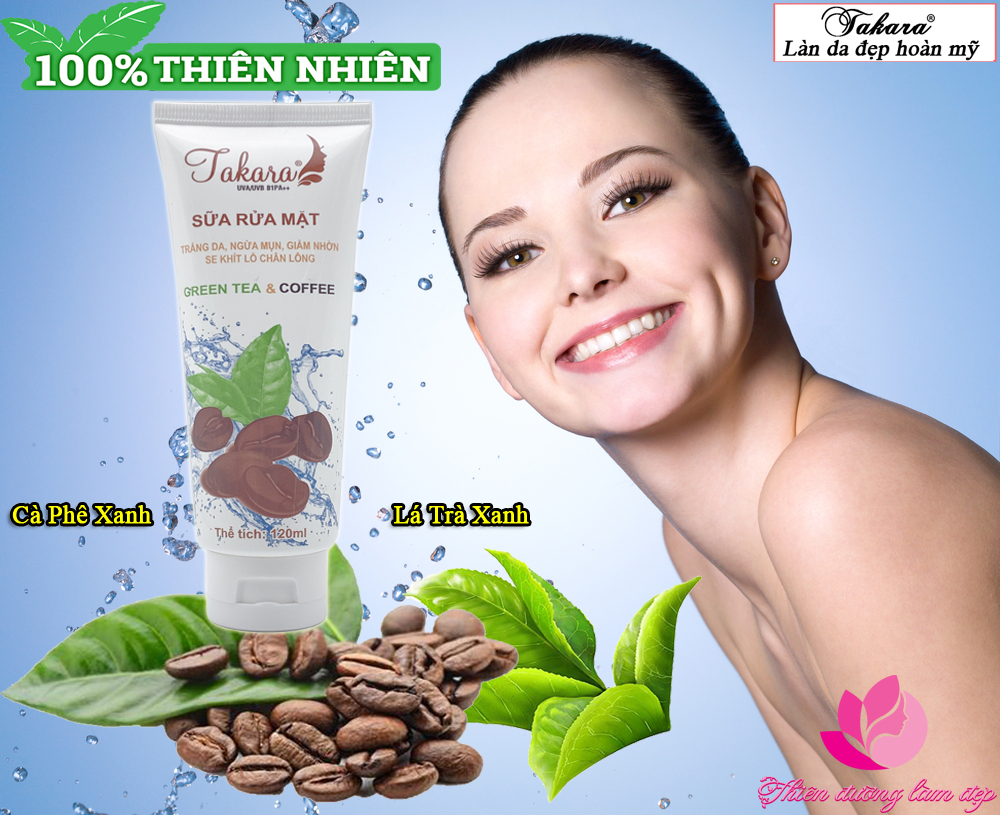 100% THIÊN NHIÊN
Takara®
Làn da đẹp hoàn mỹ
Takara®
UVA/UVB B1PA++
SỮA RỬA MẶT
TRẮNG DA, NGỪA MỤN, GIẢM NHỜN
SE KHÍT LỖ CHÂN LÔNG
GREEN TEA & COFFEE
Cà Phê Xanh
Lá Trà Xanh
Thể tích: 120ml
Thiên đường làm đẹp